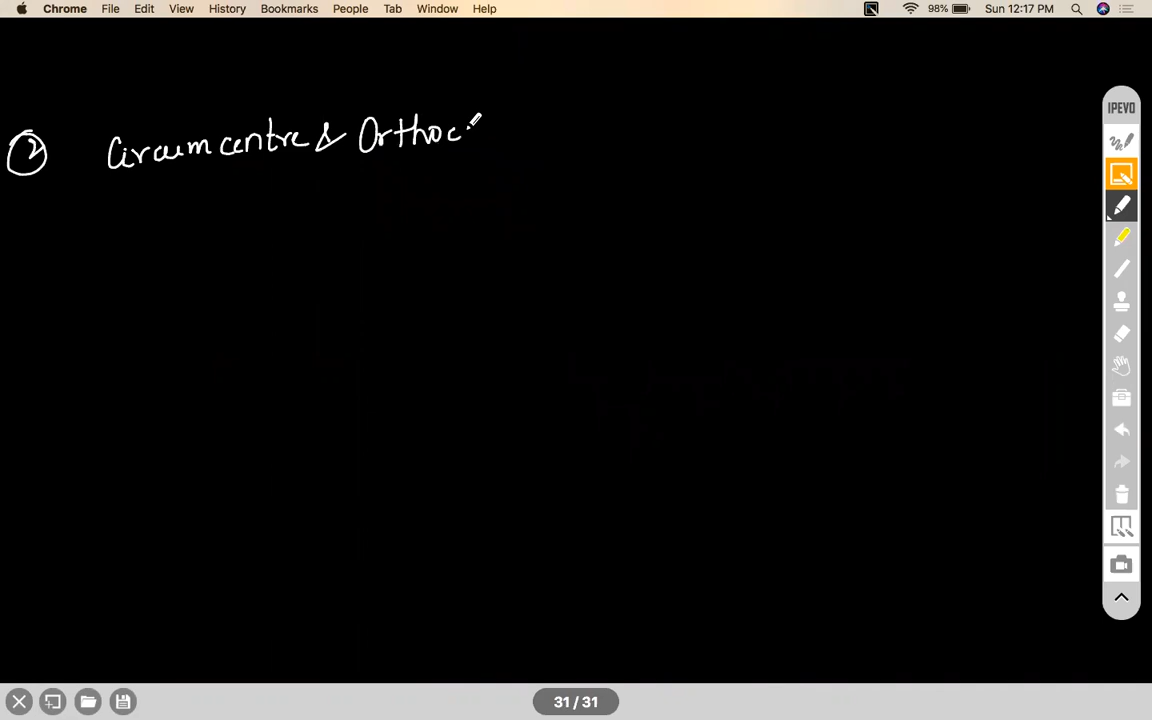 Chrome File Edit View History Bookmarks People Tab Window Help 98% Sun 12:17 PM
IPEVO
② Circumcentre & Orthoc
31 / 31